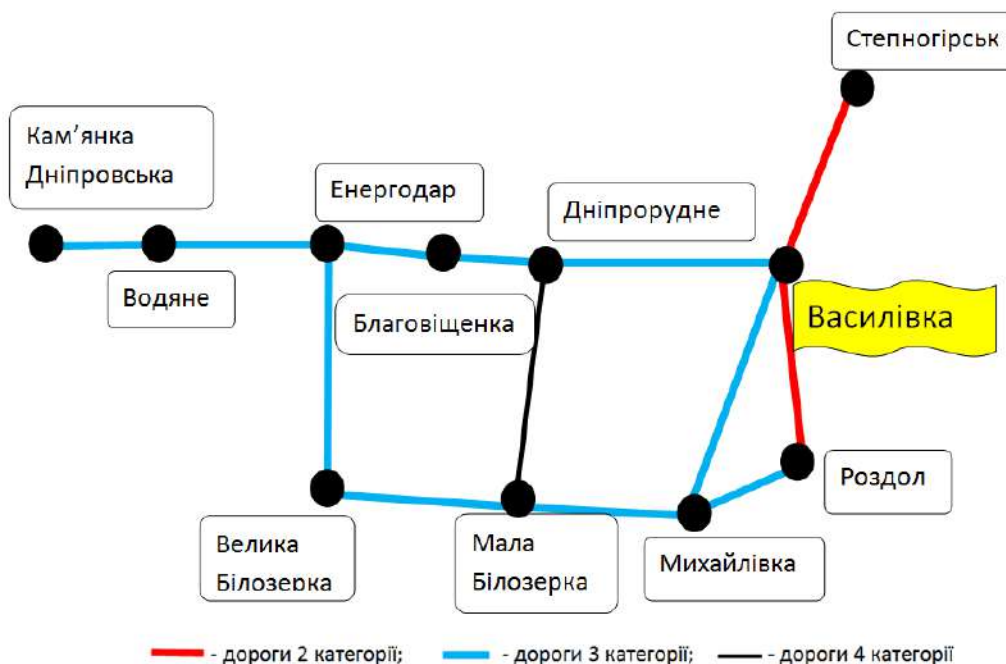 Степногірськ
Кам’янка
Дніпровська
Енергодар
Дніпрорудне
Водяне
Благовіщенка
Василівка
Роздол
Велика
Білозерка
Мала
Білозерка
Михайлівка
- дороги 2 категорії; - дороги 3 категорії; - дороги 4 категорії